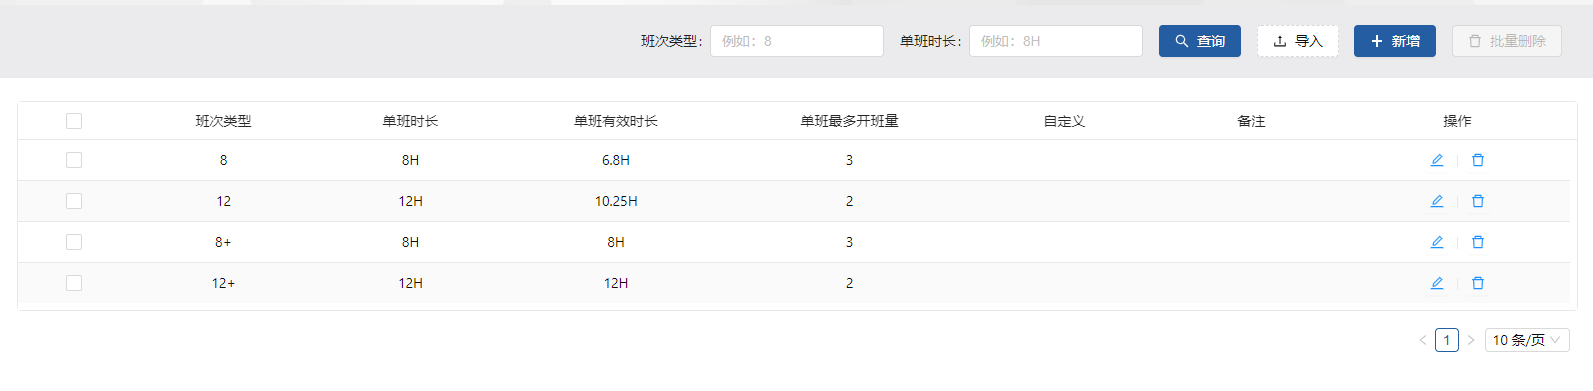 班次类型： 例如：8 单班时长： 例如：8H 查询 导入 新增 批量删除
班次类型 单班时长 单班有效时长 单班最多开班量 自定义 备注 操作
8 8H 6.8H 3
12 12H 10.25H 2
8+ 8H 8H 3
12+ 12H 12H 2
1 10 条/页